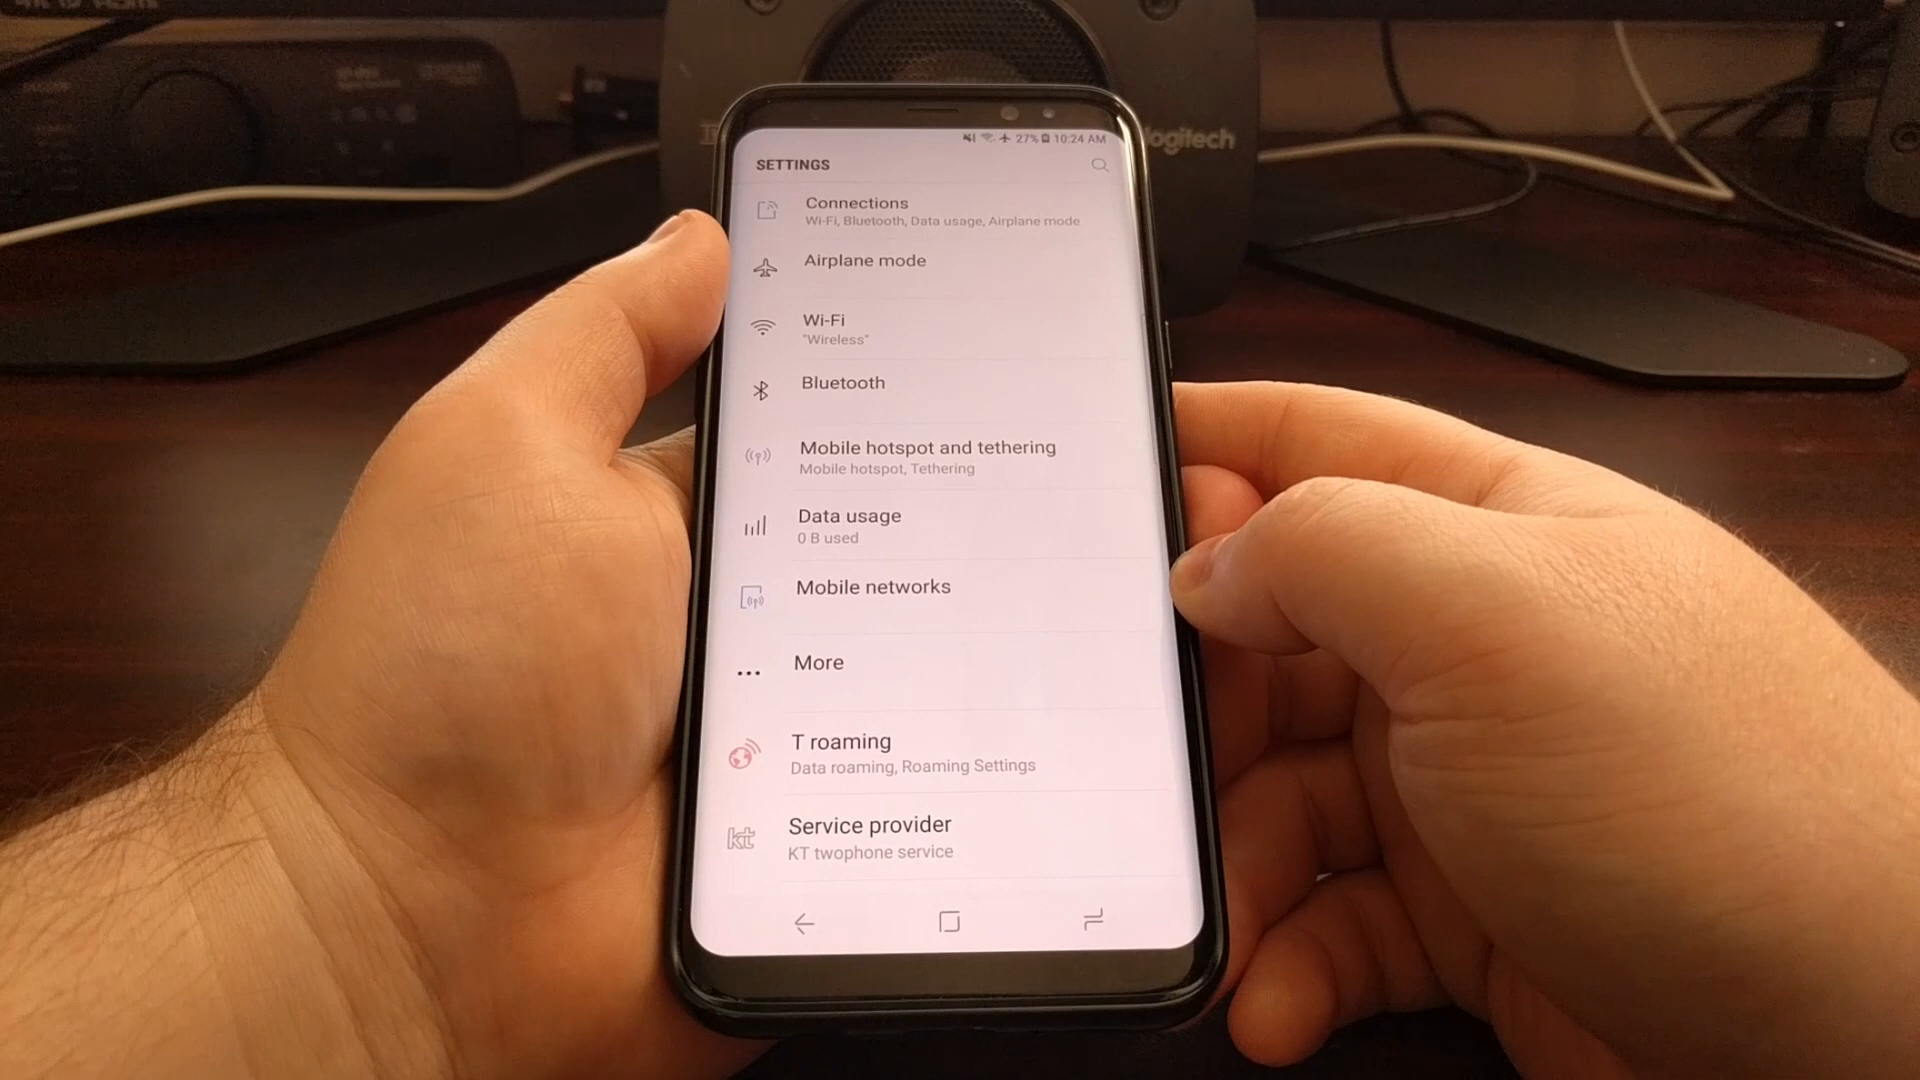 logitech
27% 10:24 AM
SETTINGS
Connections
Wi-Fi, Bluetooth, Data usage, Airplane mode
Airplane mode
Wi-Fi
"Wireless"
Bluetooth
Mobile hotspot and tethering
Mobile hotspot, Tethering
Data usage
0 B used
Mobile networks
More
T roaming
Data roaming, Roaming Settings
kt
Service provider
KT twophone service